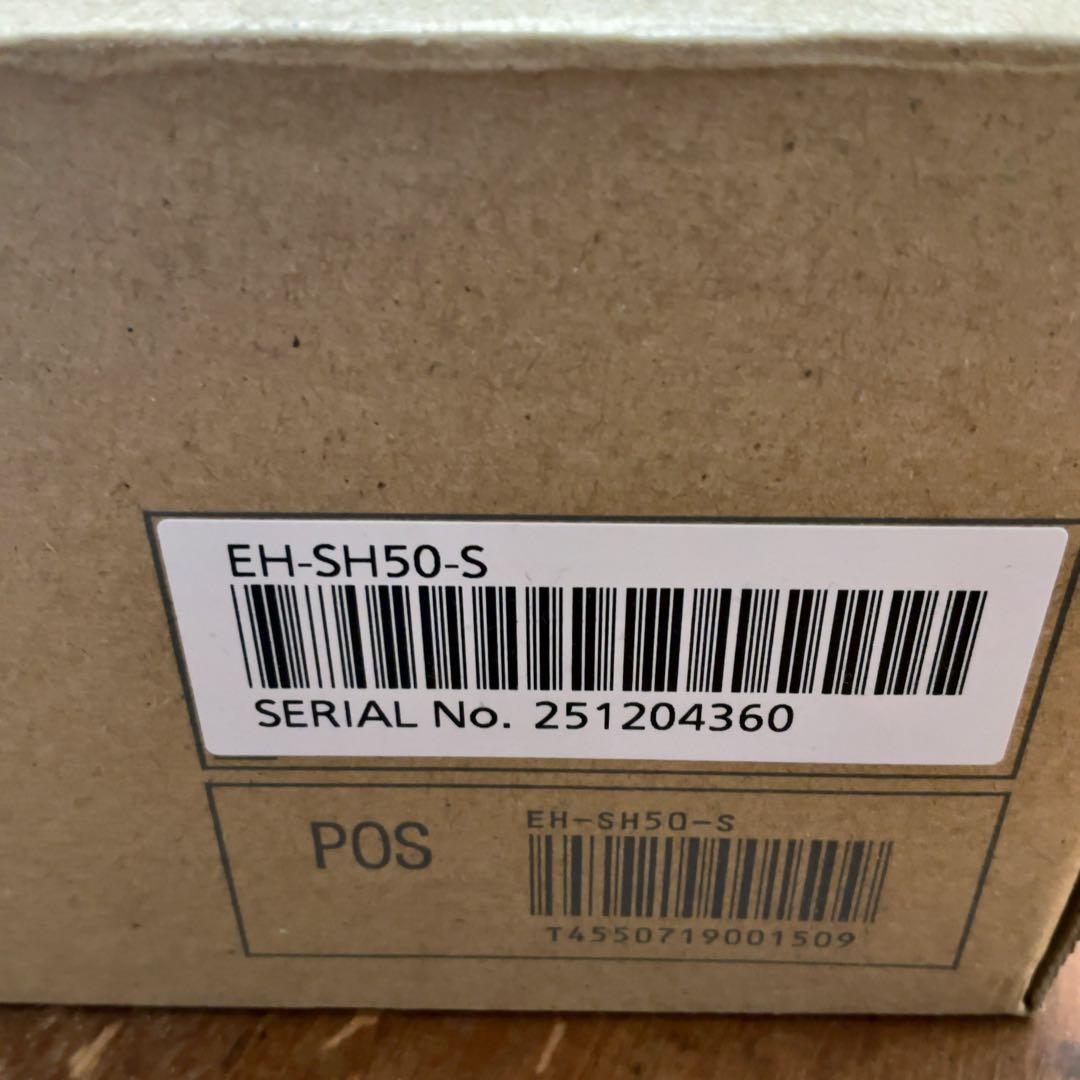 EH-SH50-S
SERIAL No. 251204360
POS
EH-SH50-S
T4550719001509